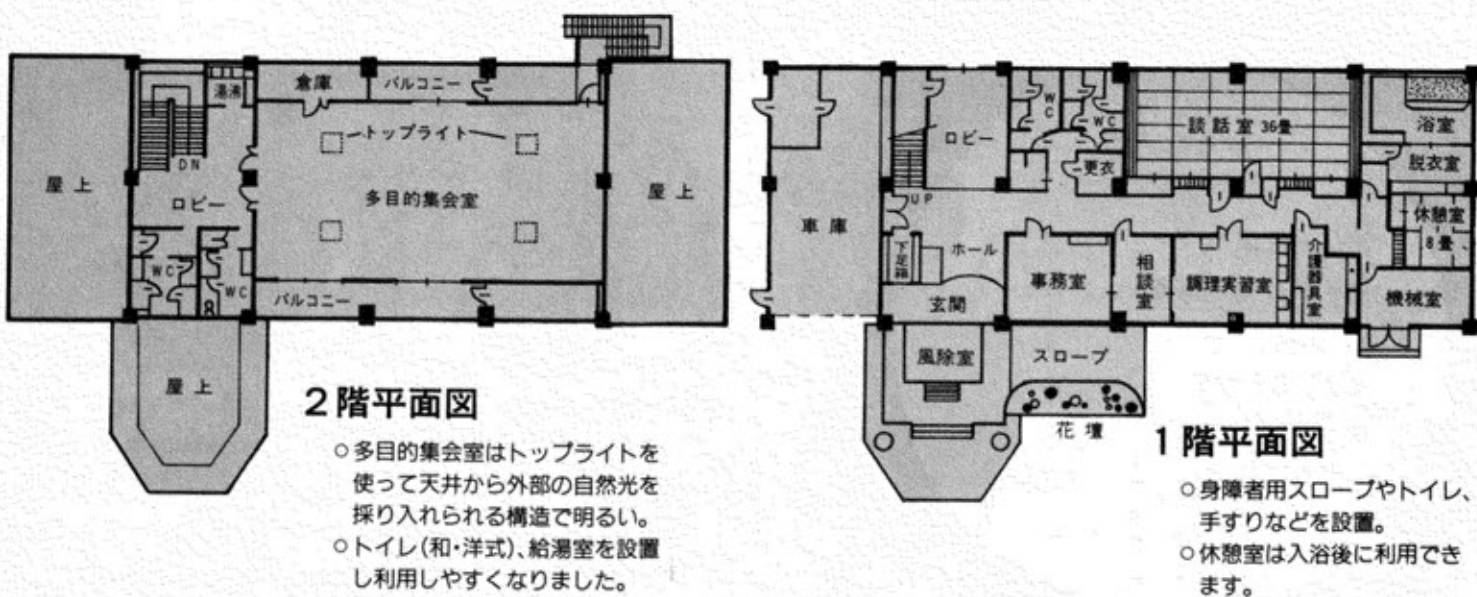 倉庫
バルコニー
湯沸
トップライト
DN
屋上
多目的集会室
屋上
ロビー
WC
WC
バルコニー
屋上
2階平面図
○多目的集会室はトップライトを
使って天井から外部の自然光を
採り入れられる構造で明るい。
○トイレ(和・洋式)、給湯室を設置
し利用しやすくなりました。
WC
WC
ロビー
談話室 36畳
浴室
更衣
脱衣室
UP
車庫
休憩室
8畳
下足箱
ホール
事務室
相談室
調理実習室
介護器具室
機械室
玄関
風除室
スロープ
花壇
1階平面図
○身障者用スロープやトイレ、
手すりなどを設置。
○休憩室は入浴後に利用でき
ます。